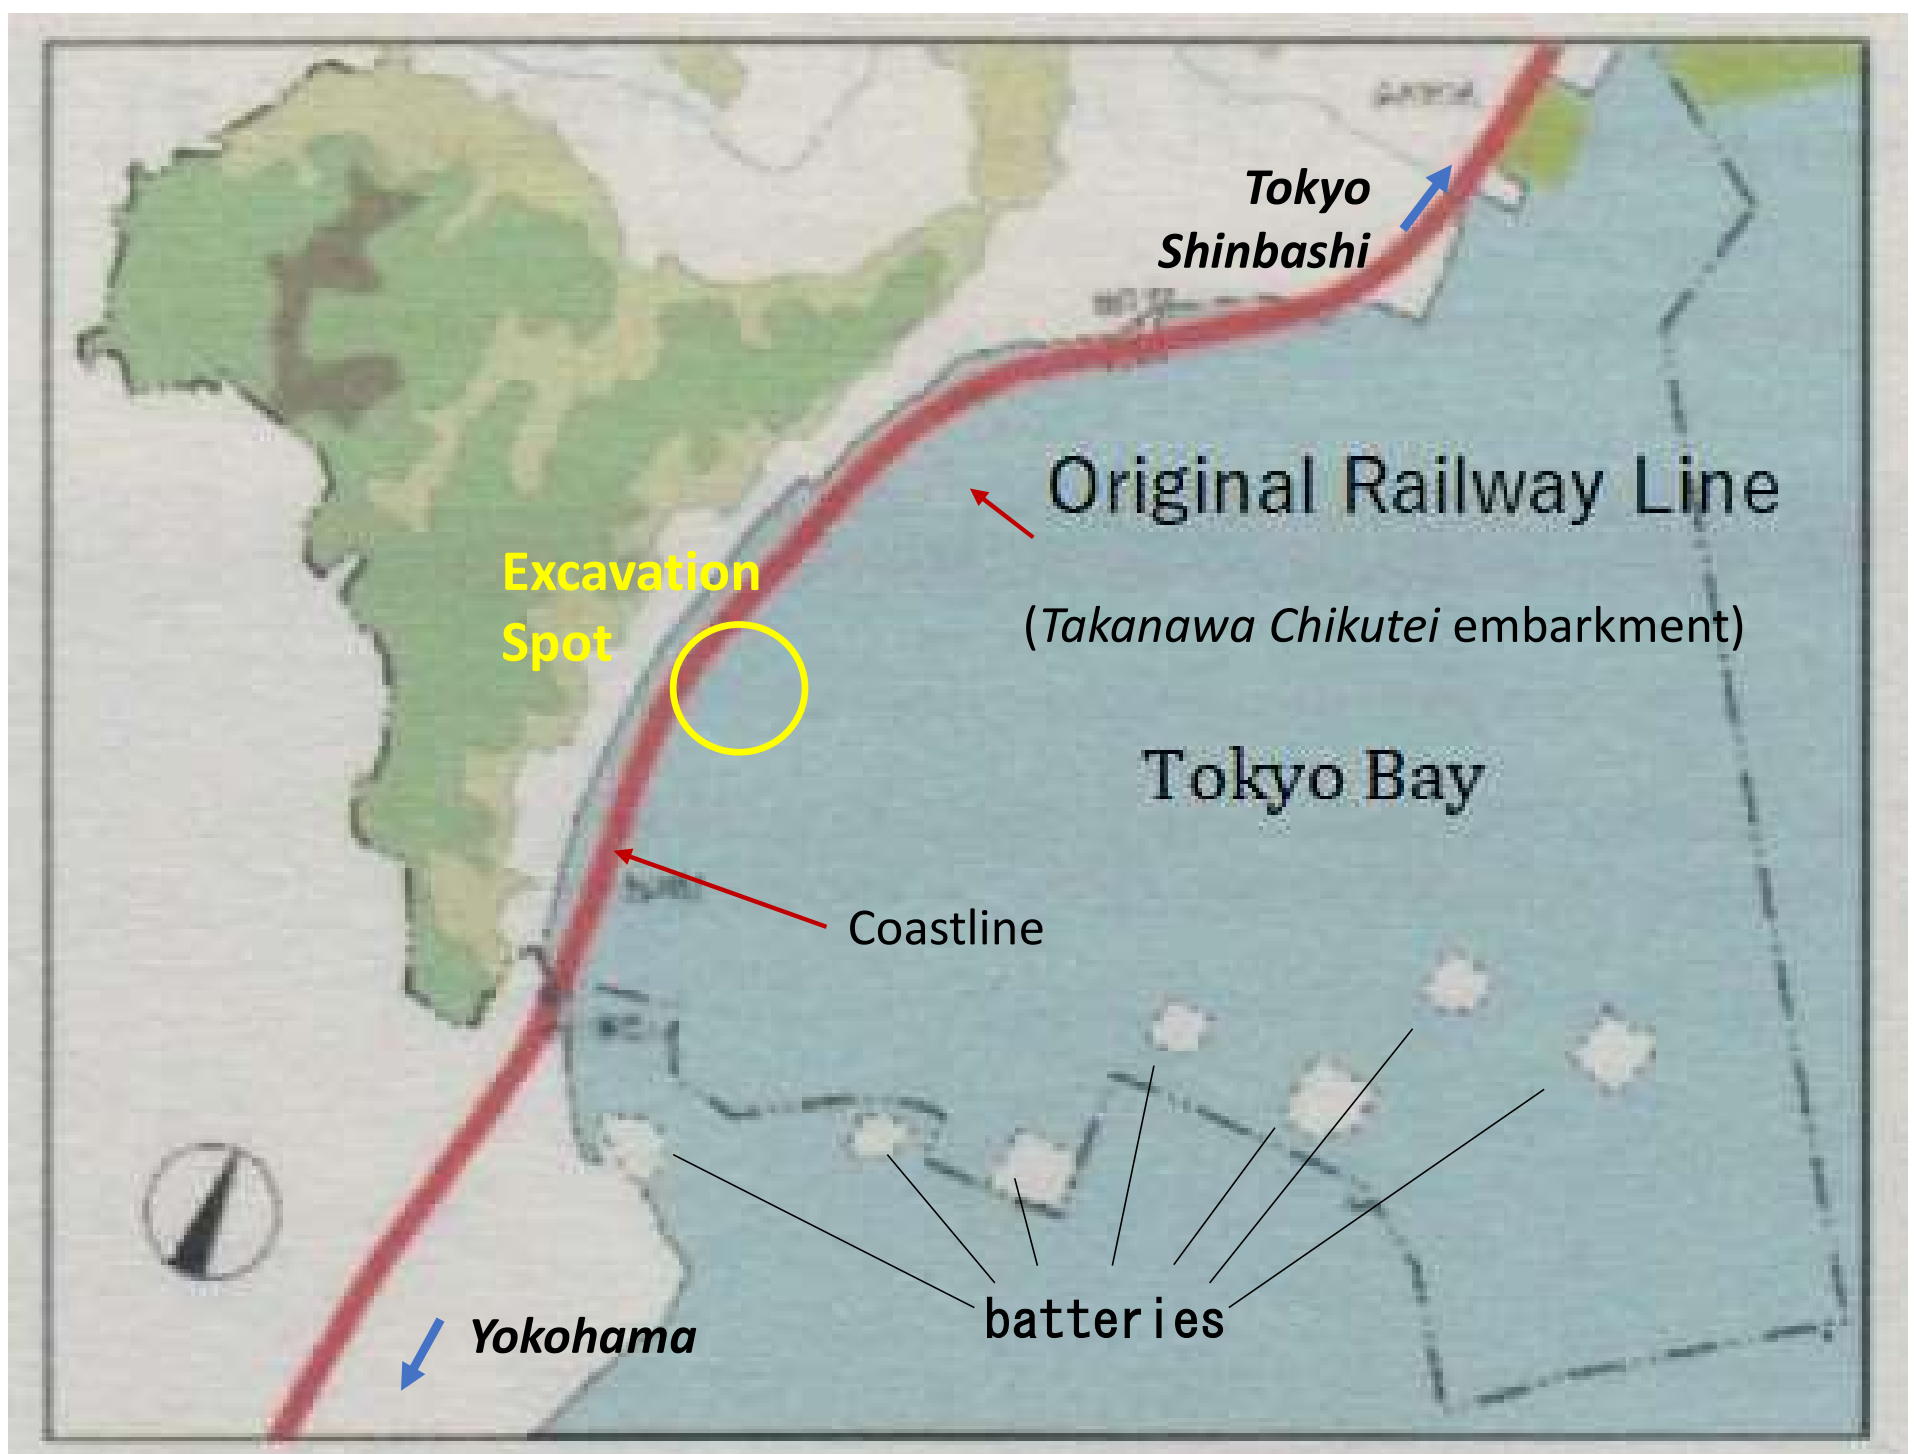 Tokyo
Shinbashi
Original Railway Line
Excavation
Spot
(Takanawa Chikutei embarkment)
Tokyo Bay
Coastline
batteries
Yokohama